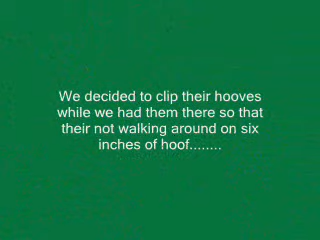 We decided to clip their hooves
while we had them there so that
their not walking around on six
inches of hoof........